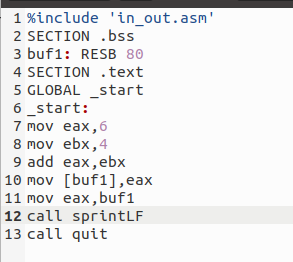 1 %include 'in_out.asm'
2 SECTION .bss
3 buf1: RESB 80
4 SECTION .text
5 GLOBAL _start
6 _start:
7 mov eax,6
8 mov ebx,4
9 add eax,ebx
10 mov [buf1],eax
11 mov eax,buf1
12 call sprintLF
13 call quit